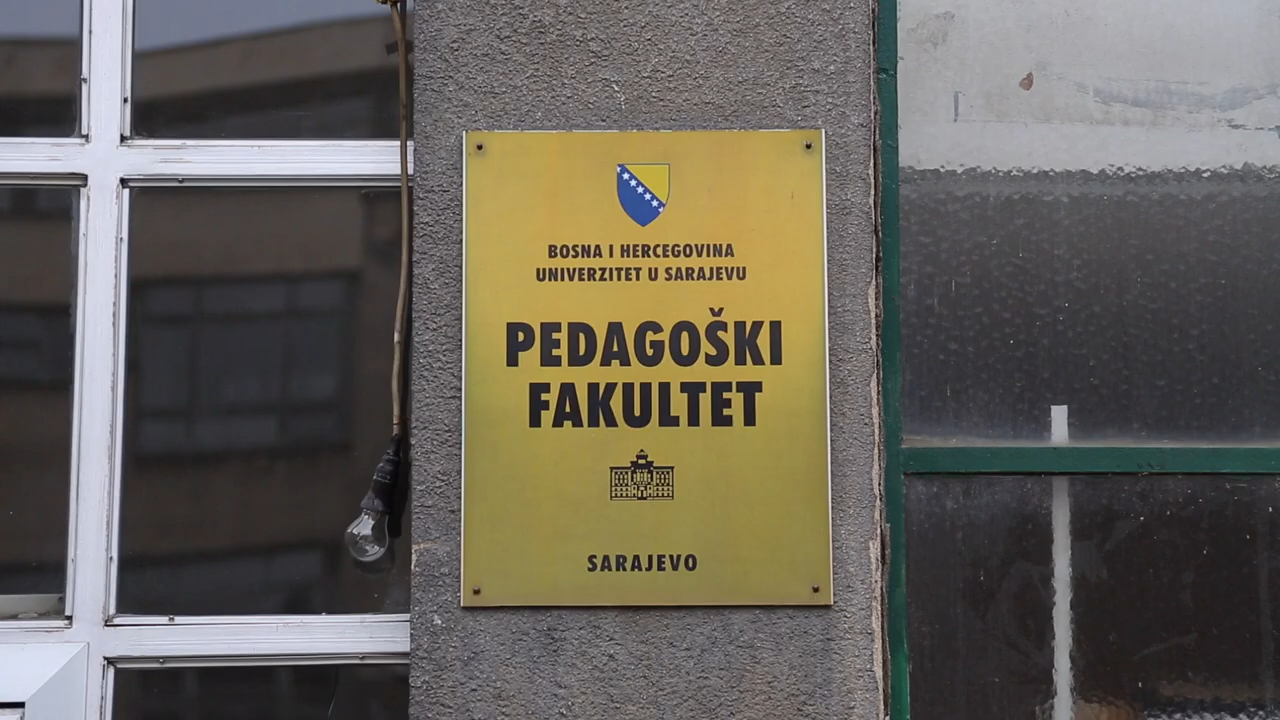 BOSNA I HERCEGOVINA
UNIVERZITET U SARAJEVU
PEDAGOŠKI
FAKULTET
SARAJEVO